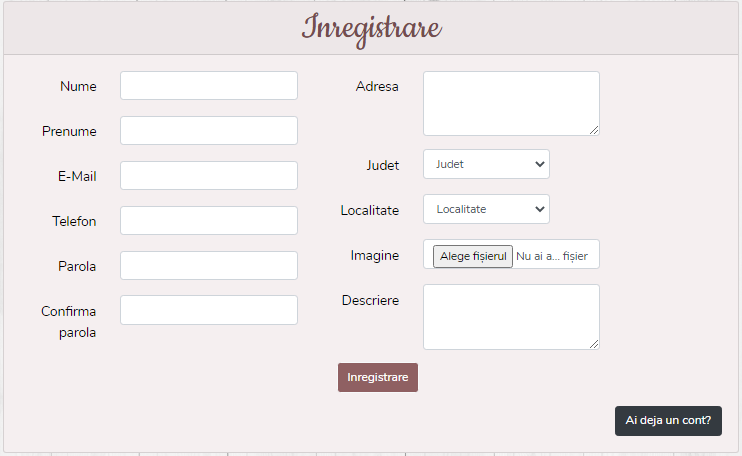 Inregistrare
Nume
Prenume
E-Mail
Telefon
Parola
Confirma
parola
Adresa
Judet
Judet
Localitate
Localitate
Imagine
Alege fișierul Nu ai a... fișier
Descriere
Inregistrare
Ai deja un cont?